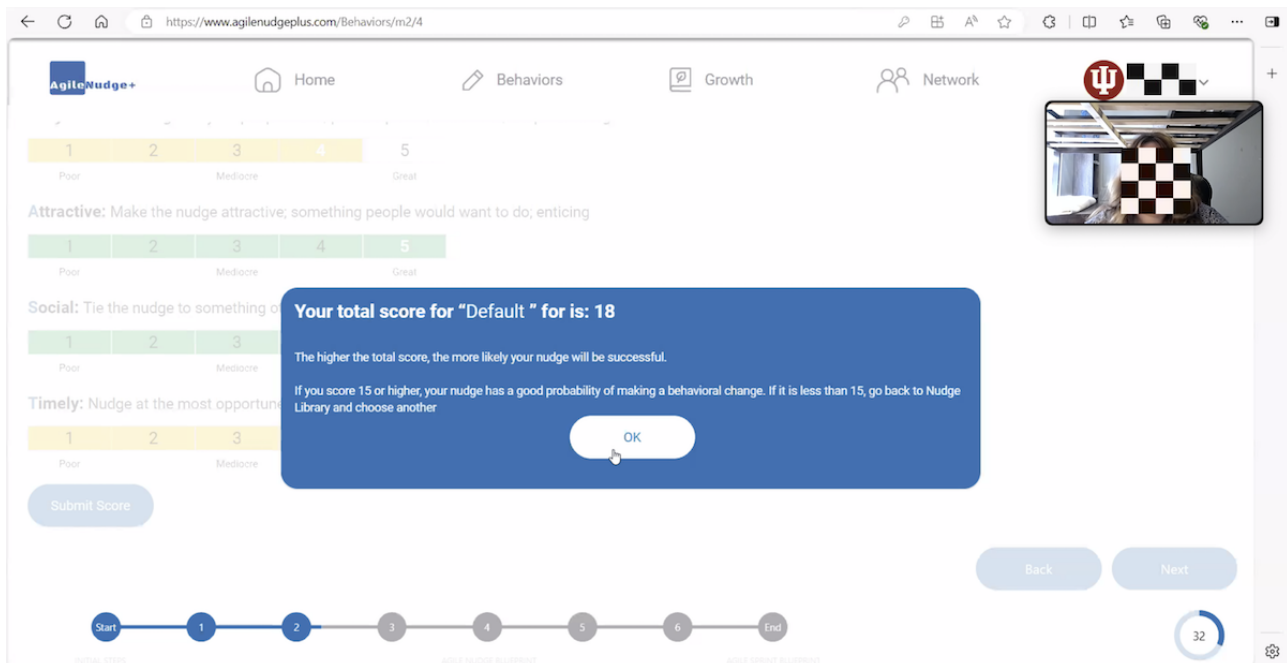 https://www.agilenudgeplus.com/Behaviors/m2/4
AgileNudge+
Home
Behaviors
Growth
Network
1 2 3 4 5
Poor Mediocre Great
Attractive: Make the nudge attractive; something people would want to do; enticing
1 2 3 4 5
Poor Mediocre Great
Social: Tie the nudge to something
1 2 3
Poor Mediocre
Timely: Nudge at the most opportune
1 2 3
Poor Mediocre
Your total score for “Default ” for is: 18
The higher the total score, the more likely your nudge will be successful.
If you score 15 or higher, your nudge has a good probability of making a behavioral change. If it is less than 15, go back to Nudge
Library and choose another
OK
Submit Score
Back Next
Start 1 2 3 4 5 6 End
32